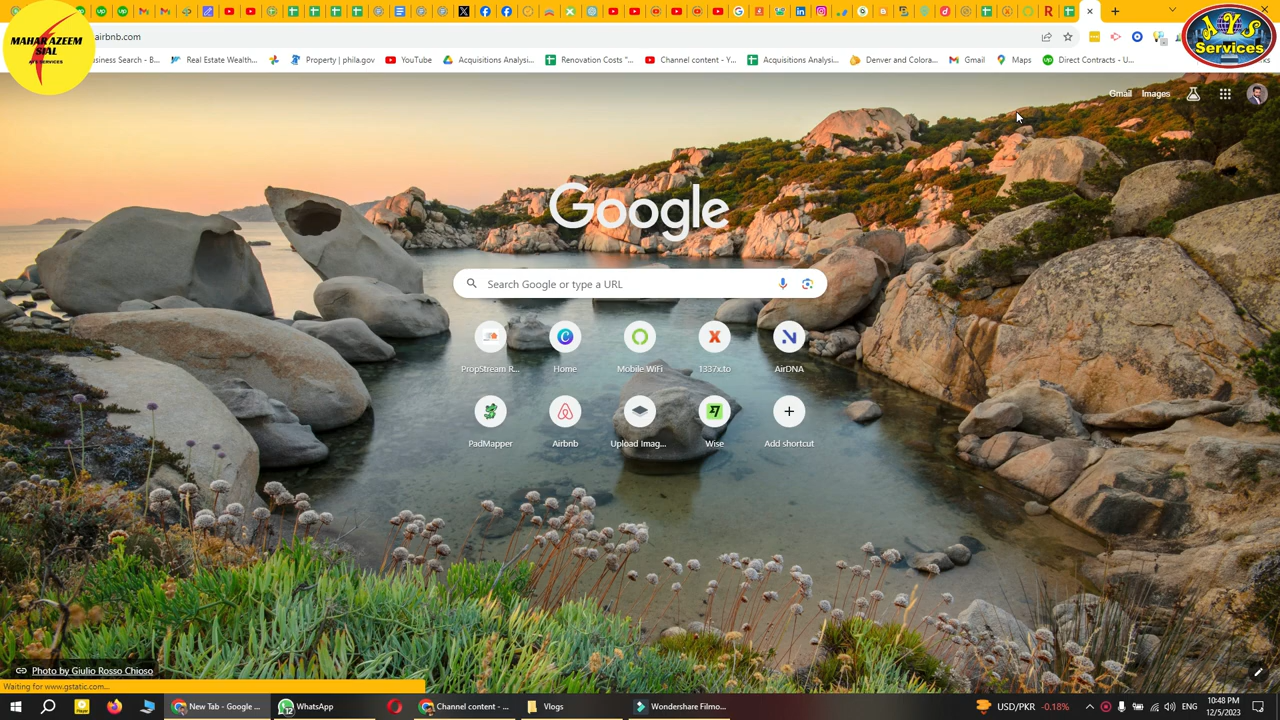 MAHAR AZEEM
SIAL
AYS SERVICES
AYS
Services
airbnb.com
usiness Search - B...
Real Estate Wealth...
Property | phila.gov
YouTube
Acquisitions Analysi...
Renovation Costs "...
Channel content - Y...
Acquisitions Analysi...
Denver and Colora...
Gmail
Maps
Direct Contracts - U...
Gmail
Images
Google
Search Google or type a URL
PropStream R...
Home
Mobile WiFi
1337x.to
AirDNA
PadMapper
Airbnb
Upload Imag...
Wise
Add shortcut
Photo by Giulio Rosso Chioso
Waiting for www.gstatic.com...
New Tab - Google ...
12
WhatsApp
Channel content - ...
Vlogs
Wondershare Filmo...
USD/PKR -0.18%
ENG
10:48 PM
12/5/2023